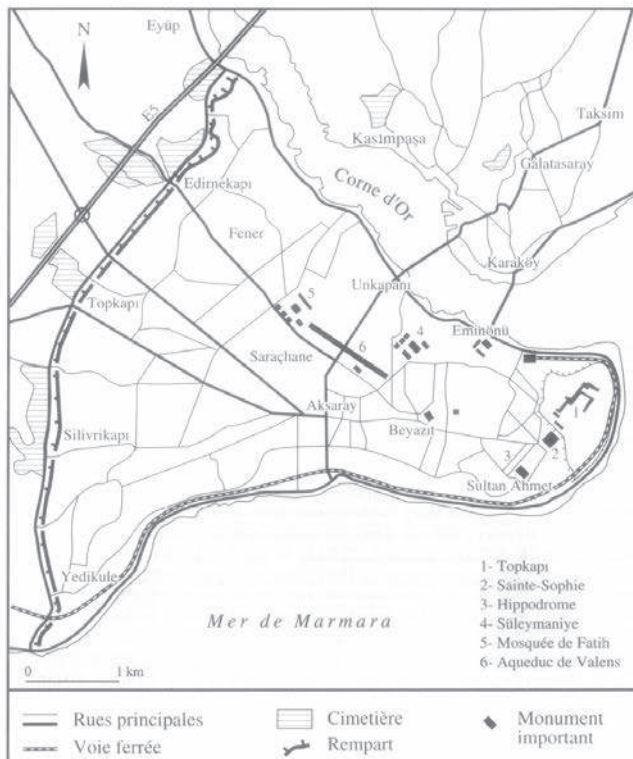 N
Eyüp
E5
Taksim
Kasımpaşa
Galatasaray
Edirnekapı
Corne d'Or
Fener
Karaköy
Unkapanı
Topkapı
5
4
Eminönü
6
Saraçhane
1
Aksaray
Beyazıt
2
Silivrikapı
3
Sultan Ahmet
Yedikule
1- Topkapı
2- Sainte-Sophie
3- Hippodrome
4- Süleymaniye
5- Mosquée de Fatih
6- Aqueduc de Valens
Mer de Marmara
0 1 km
Rues principales
Cimetière
Monument
important
Voie ferrée
Rempart